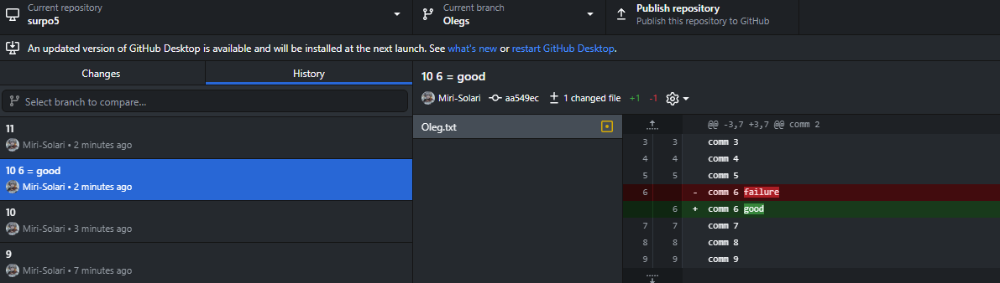 Current repository
surpo5
Current branch
Olegs
Publish repository
Publish this repository to GitHub
An updated version of GitHub Desktop is available and will be installed at the next launch. See what's new or restart GitHub Desktop.
Changes
History
Select branch to compare...
11
Miri-Solari • 2 minutes ago
10 6 = good
Miri-Solari • 2 minutes ago
10
Miri-Solari • 3 minutes ago
9
Miri-Solari • 7 minutes ago
10 6 = good
Miri-Solari aa549ec 1 changed file +1 -1
Oleg.txt
@@ -3,7 +3,7 @@ comm 2
3 3 comm 3
4 4 comm 4
5 5 comm 5
6 - comm 6 failure
6 + comm 6 good
7 7 comm 7
8 8 comm 8
9 9 comm 9